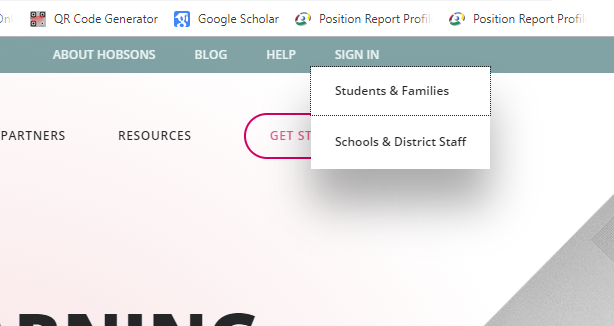 QR Code Generator Google Scholar Position Report Profil Position Report Profil
ABOUT HOBSONS BLOG HELP SIGN IN
Students & Families
PARTNERS RESOURCES GET ST
Schools & District Staff